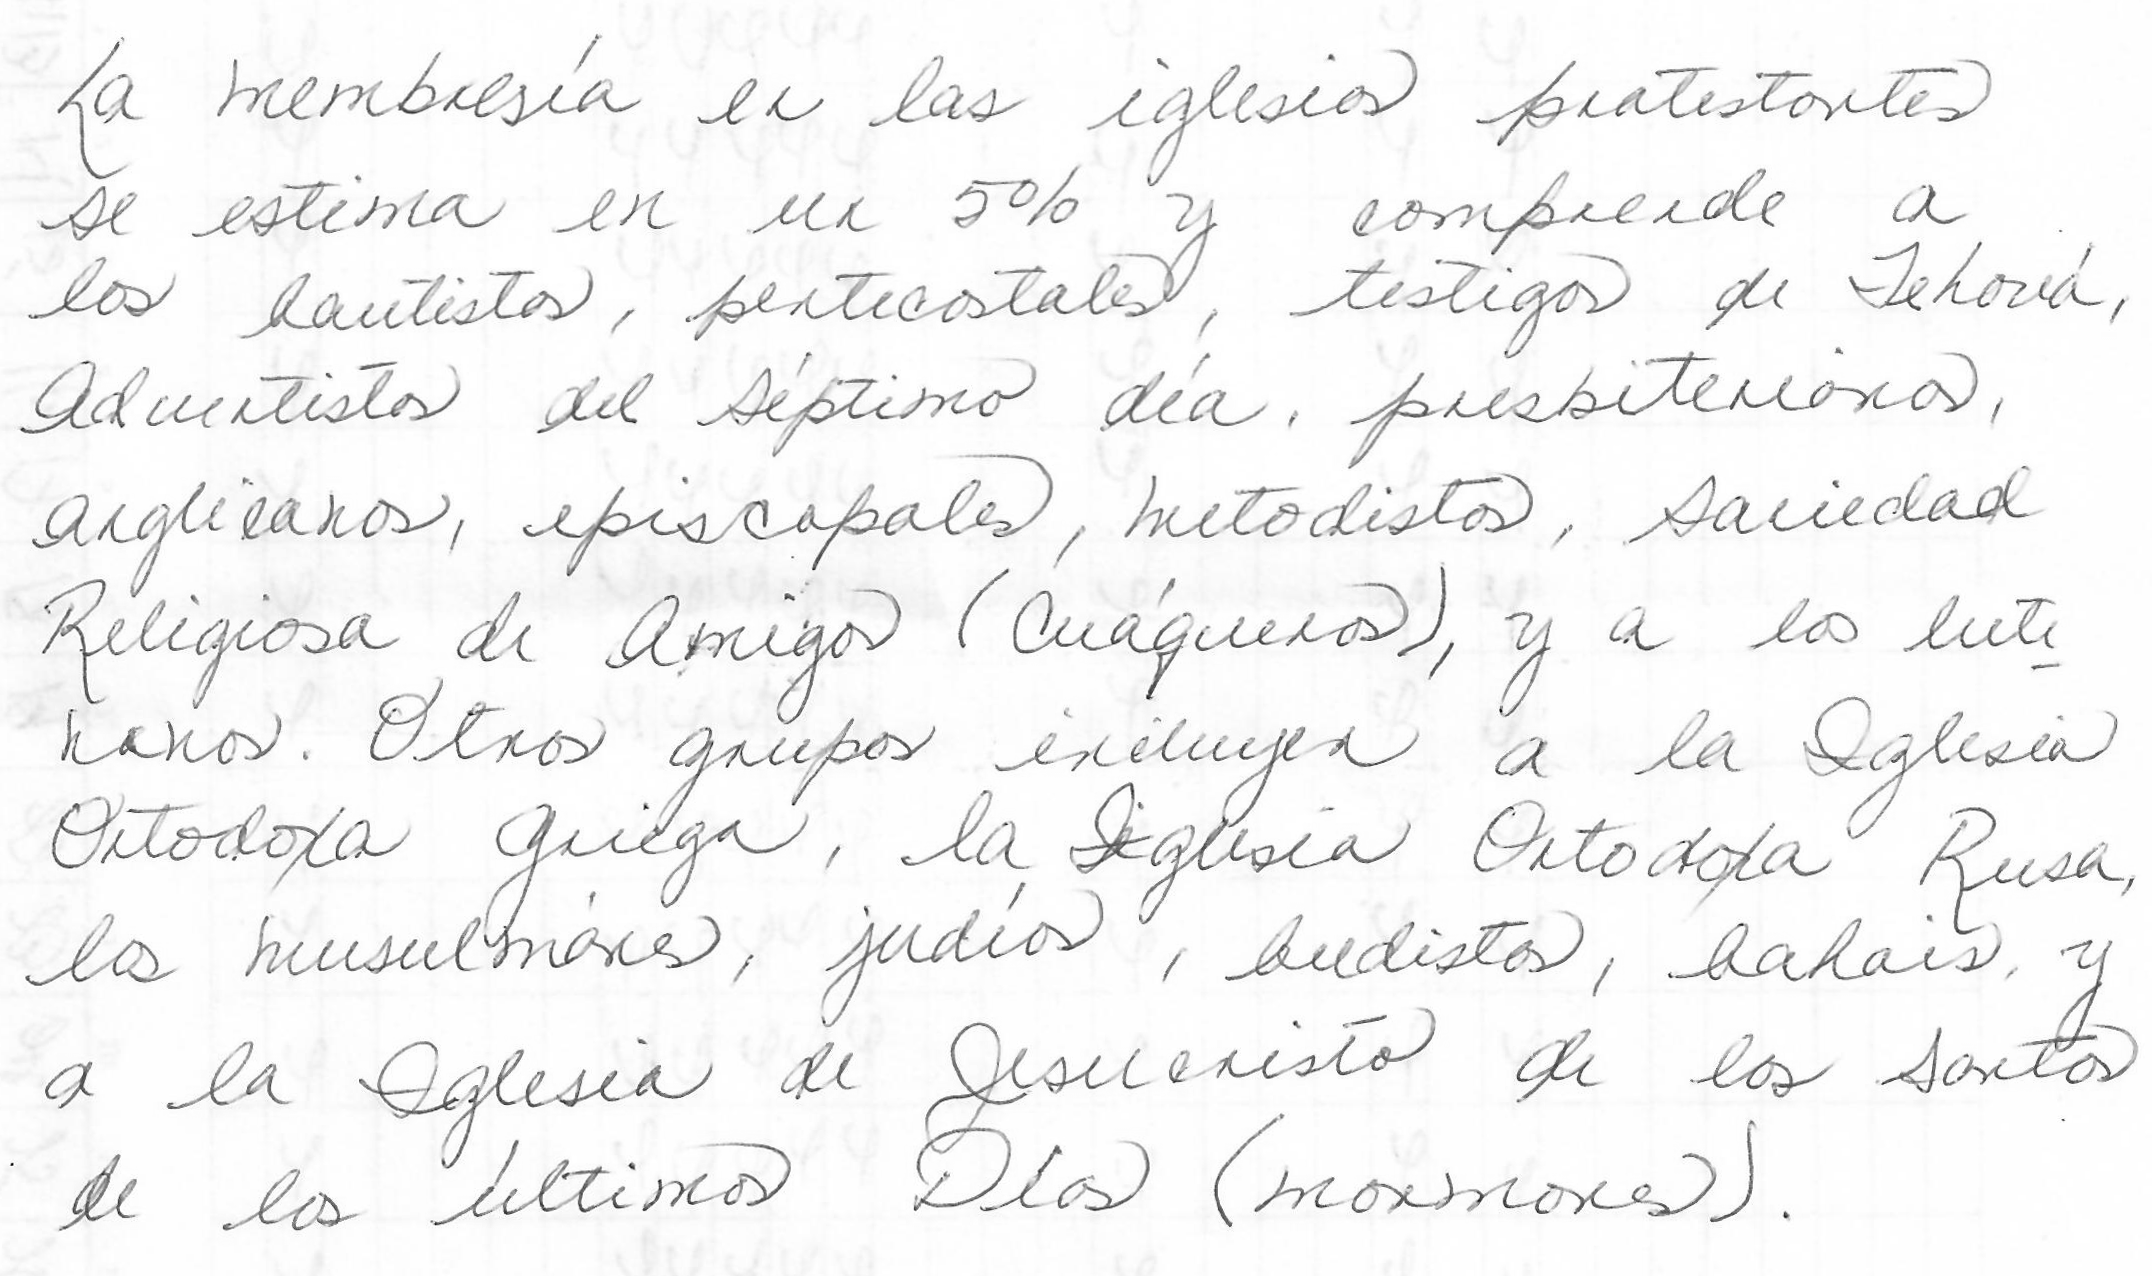 La membresía en las iglesias protestantes
se estima en un 5% y comprende a
los bautistas, pentecostales, testigos de Jehová,
Adventistas del séptimo día, presbiterianos,
anglicanos, episcopales, metodistas, Sociedad
Religiosa de Amigos (Cuáqueros), y a los lute
ranos. Otros grupos incluyen a la Iglesia
Ortodoxa Griega, la Iglesia Ortodoxa Rusa,
los musulmánes, judíos, budistas, bahais, y
a la Iglesia de Jesucristo de los Santos
de los últimos Días (mormones).